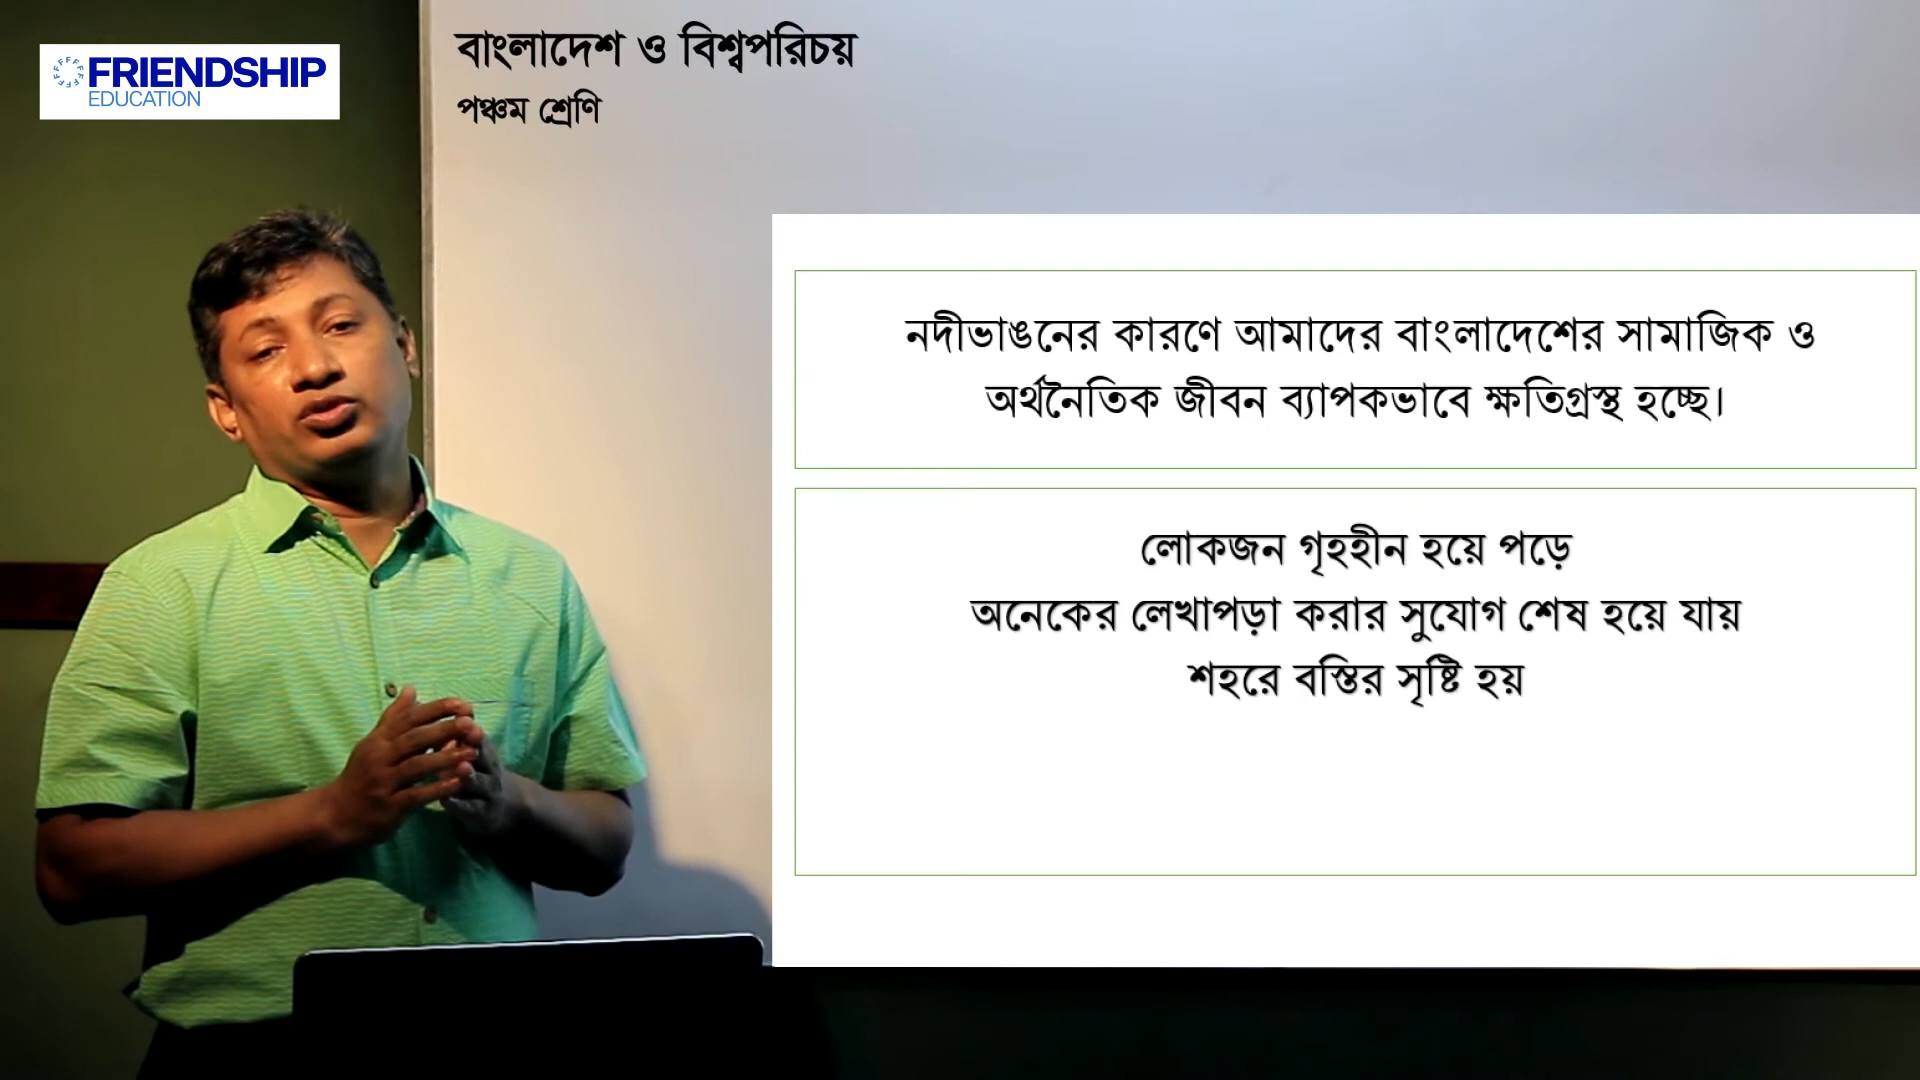 FRIENDSHIP
EDUCATION
বাংলাদেশ ও বিশ্বপরিচয়
পঞ্চম শ্রেণি
নদীভাঙনের কারণে আমাদের বাংলাদেশের সামাজিক ও
অর্থনৈতিক জীবন ব্যাপকভাবে ক্ষতিগ্রস্থ হচ্ছে।
লোকজন গৃহহীন হয়ে পড়ে
অনেকের লেখাপড়া করার সুযোগ শেষ হয়ে যায়
শহরে বস্তির সৃষ্টি হয়